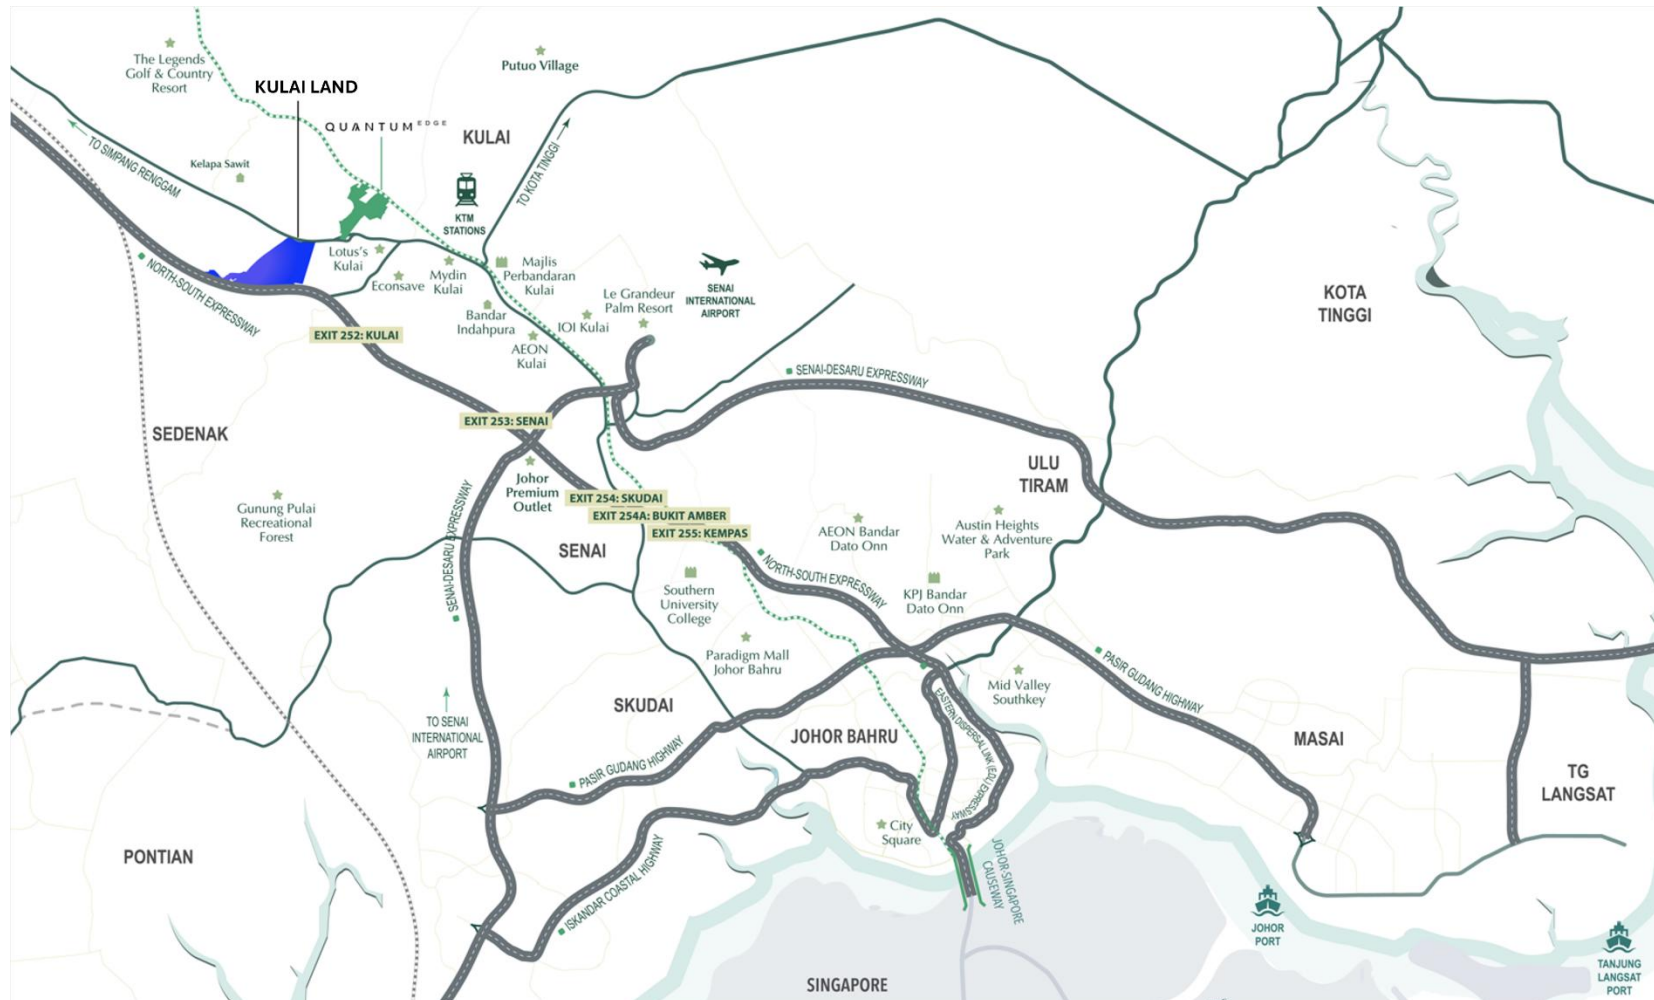 The Legends
Golf & Country
Resort
KULAI LAND
QUANTUM EDGE
Putuo Village
KULAI
TO SIMPANG RENGGAM
Kelapa Sawit
TO KOTA TINGGI
KTM
STATIONS
Lotus's
Kulai
Econsave
Mydin
Kulai
Majlis
Perbandaran
Kulai
Bandar
Indahpura
IOI Kulai
AEON
Kulai
Le Grandeur
Palm Resort
SENAI
INTERNATIONAL
AIRPORT
KOTA
TINGGI
NORTH-SOUTH EXPRESSWAY
EXIT 252: KULAI
SENAI-DESARU EXPRESSWAY
EXIT 253: SENAI
SEDENAK
Johor
Premium
Outlet
ULU
TIRAM
Gunung Pulai
Recreational
Forest
SENAI-DESARU EXPRESSWAY
EXIT 254: SKUDAI
EXIT 254A: BUKIT AMBER
EXIT 255: KEMPAS
SENAI
AEON Bandar
Dato Onn
Austin Heights
Water & Adventure
Park
NORTH-SOUTH EXPRESSWAY
Southern
University
College
KPJ Bandar
Dato Onn
Paradigm Mall
Johor Bahru
Mid Valley
Southkey
PASIR GUDANG HIGHWAY
TO SENAI
INTERNATIONAL
AIRPORT
SKUDAI
JOHOR BAHRU
EASTERN DISPERSAL LINK (EDL) EXPRESSWAY
MASAI
PASIR GUDANG HIGHWAY
TG
LANGSAT
City
Square
PONTIAN
ISKANDAR COASTAL HIGHWAY
JOHOR-SINGAPORE
CAUSEWAY
JOHOR
PORT
TANJUNG
LANGSAT
PORT
SINGAPORE